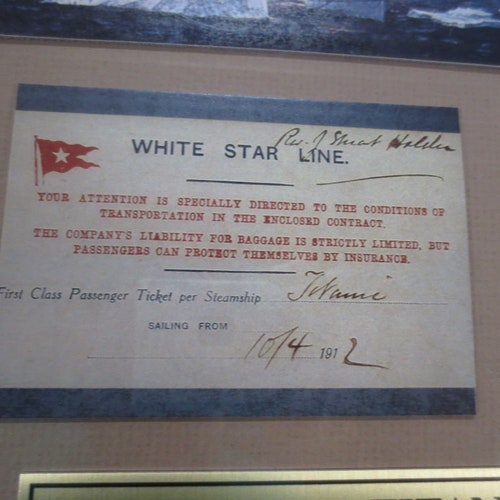 Rev. J Stuart Holden
WHITE STAR LINE.
YOUR ATTENTION IS SPECIALLY DIRECTED TO THE CONDITIONS OF
TRANSPORTATION IN THE ENCLOSED CONTRACT.
THE COMPANY'S LIABILITY FOR BAGGAGE IS STRICTLY LIMITED, BUT
PASSENGERS CAN PROTECT THEMSELVES BY INSURANCE.
First Class Passenger Ticket per Steamship Titanic
SAILING FROM
10/4 1912